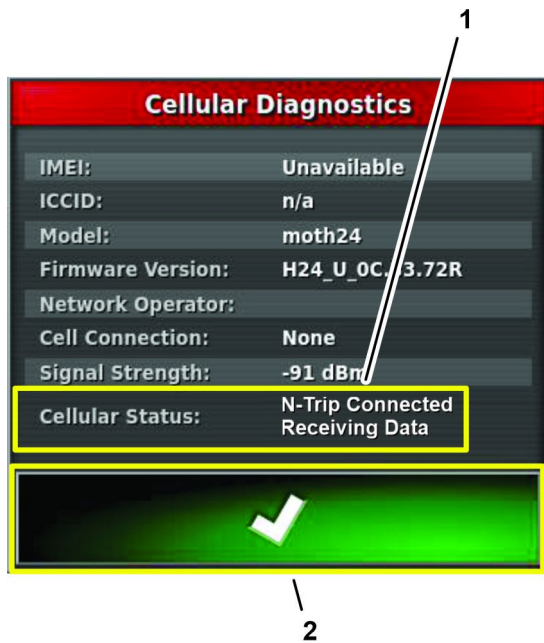 1
Cellular Diagnostics
IMEI: Unavailable
ICCID: n/a
Model: moth24
Firmware Version:
Network Operator:
Cell Connection: None
Signal Strength: -91 dBm
Cellular Status: N-Trip Connected
Receiving Data
2